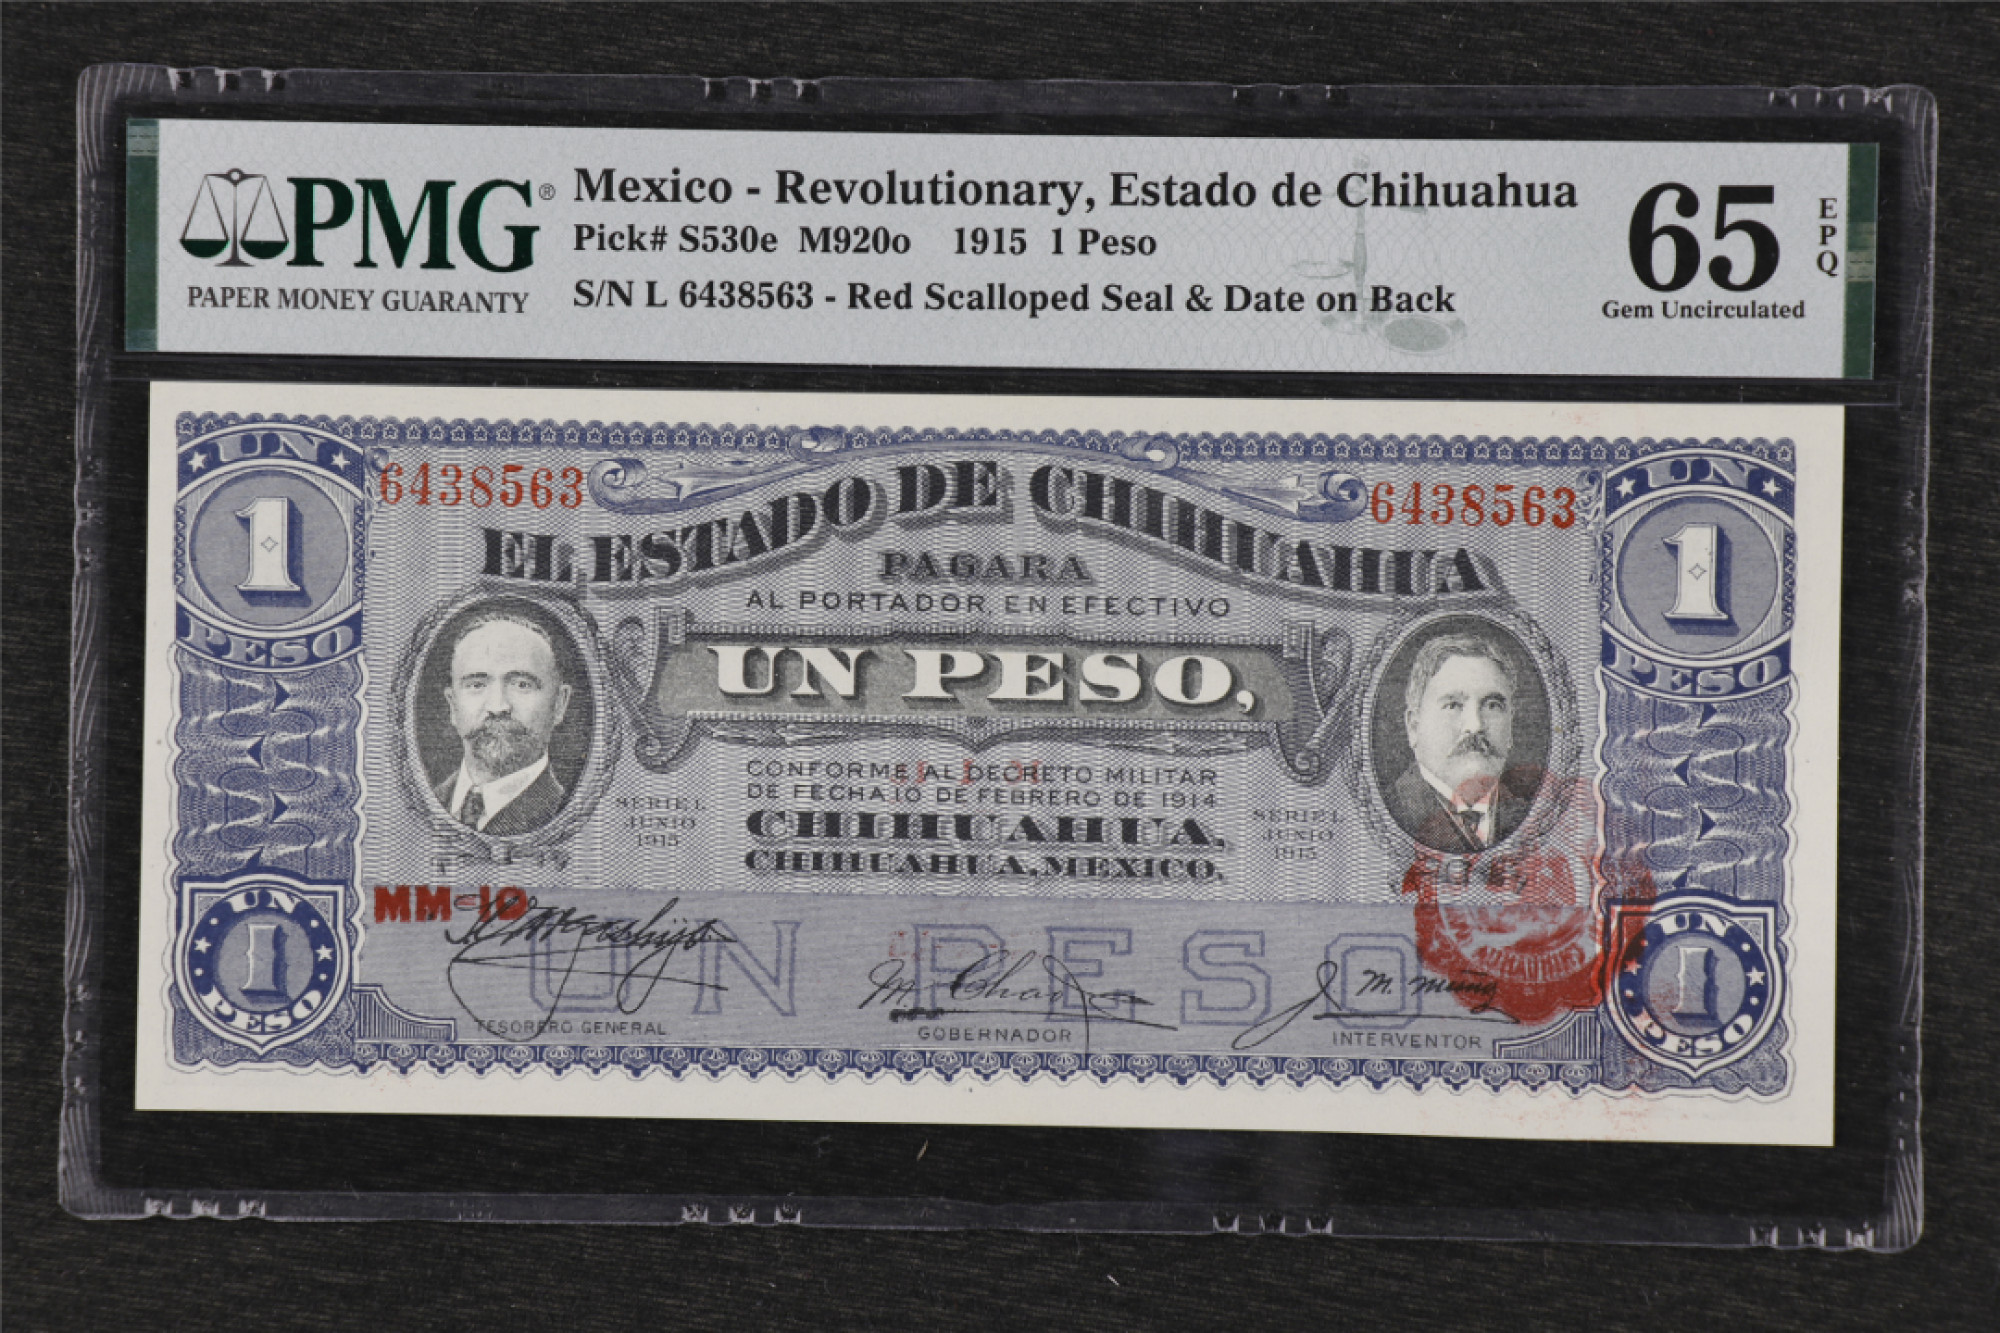 PMG®
PAPER MONEY GUARANTY
Mexico - Revolutionary, Estado de Chihuahua
Pick# S530e M920o 1915 1 Peso
S/N L 6438563 - Red Scalloped Seal & Date on Back
65
EPQ
Gem Uncirculated
UN
1
PESO
6438563
6438563
UN
1
PESO
EL ESTADO DE CHIHUAHUA
PAGARA
AL PORTADOR, EN EFECTIVO
UN PESO,
CONFORME AL DECRETO MILITAR
DE FECHA 10 DE FEBRERO DE 1914
CHIHUAHUA,
CHIHUAHUA, MEXICO.
SERIE L
JUNIO
1915
SERIE L
JUNIO
1915
MM-10
UN PESO
UN
1
PESO
TESORERO GENERAL
GOBERNADOR
INTERVENTOR
UN
1
PESO